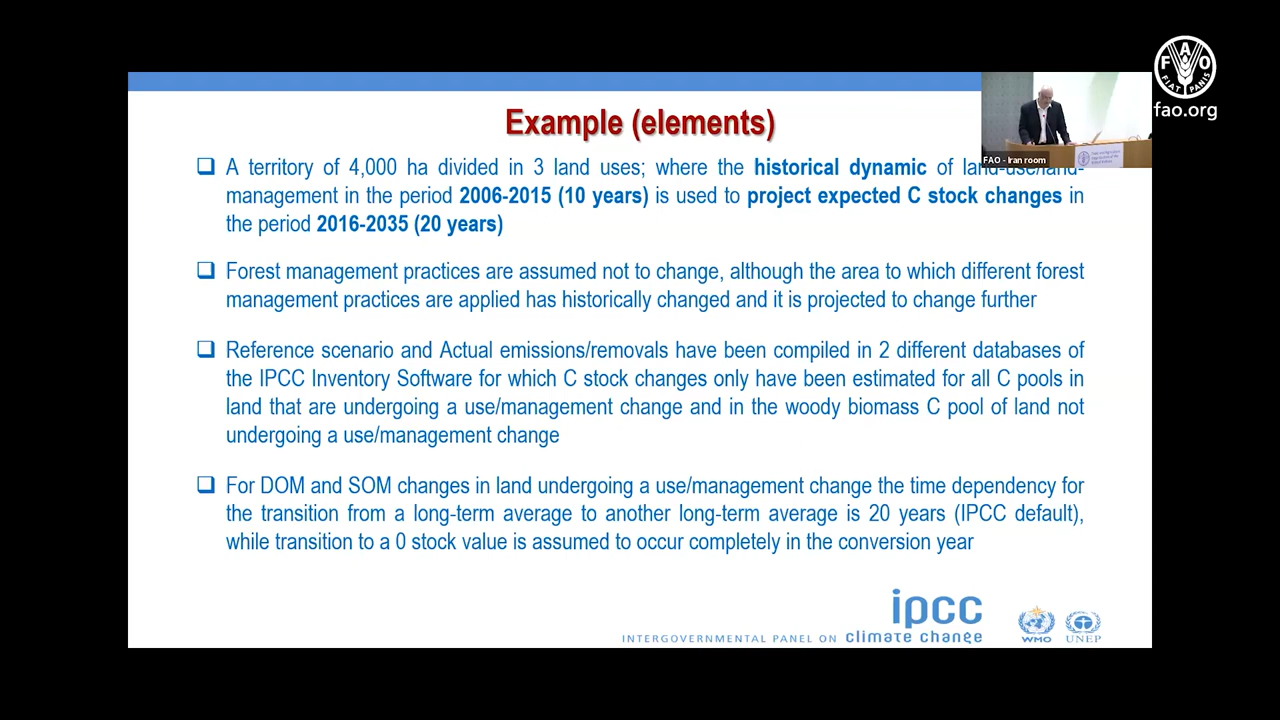 FAO
FIAT PANIS
fao.org
Example (elements)
FAO - Iran room
❑ A territory of 4,000 ha divided in 3 land uses; where the historical dynamic of land-use/land-
management in the period 2006-2015 (10 years) is used to project expected C stock changes in
the period 2016-2035 (20 years)
❑ Forest management practices are assumed not to change, although the area to which different forest
management practices are applied has historically changed and it is projected to change further
❑ Reference scenario and Actual emissions/removals have been compiled in 2 different databases of
the IPCC Inventory Software for which C stock changes only have been estimated for all C pools in
land that are undergoing a use/management change and in the woody biomass C pool of land not
undergoing a use/management change
❑ For DOM and SOM changes in land undergoing a use/management change the time dependency for
the transition from a long-term average to another long-term average is 20 years (IPCC default),
while transition to a 0 stock value is assumed to occur completely in the conversion year
ipcc
INTERGOVERNMENTAL PANEL ON climate change
WMO
UNEP